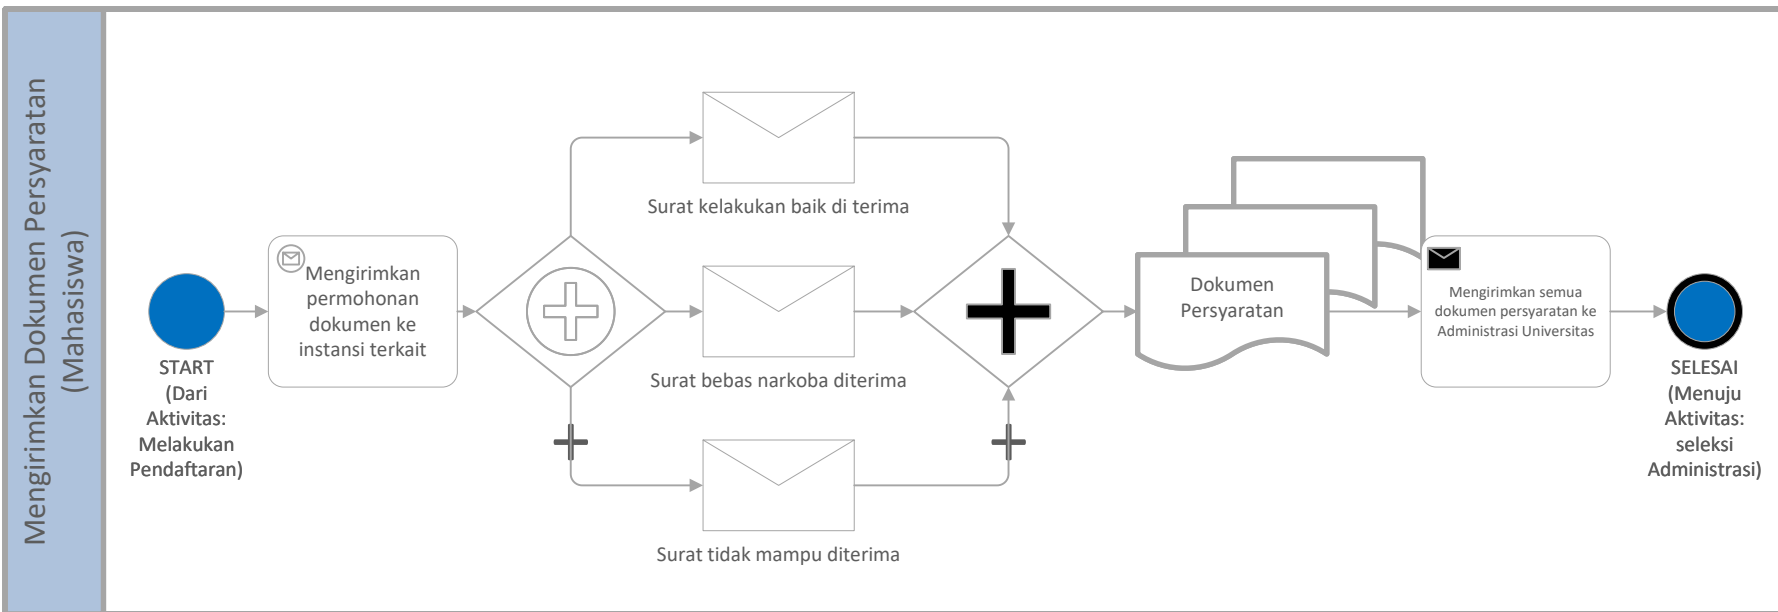 Mengirimkan Dokumen Persyaratan
(Mahasiswa)
START
(Dari
Aktivitas:
Melakukan
Pendaftaran)
Mengirimkan
permohonan
dokumen ke
instansi terkait
Surat kelakukan baik di terima
Surat bebas narkoba diterima
Surat tidak mampu diterima
Dokumen
Persyaratan
Mengirimkan semua
dokumen persyaratan ke
Administrasi Universitas
SELESAI
(Menuju
Aktivitas:
seleksi
Administrasi)